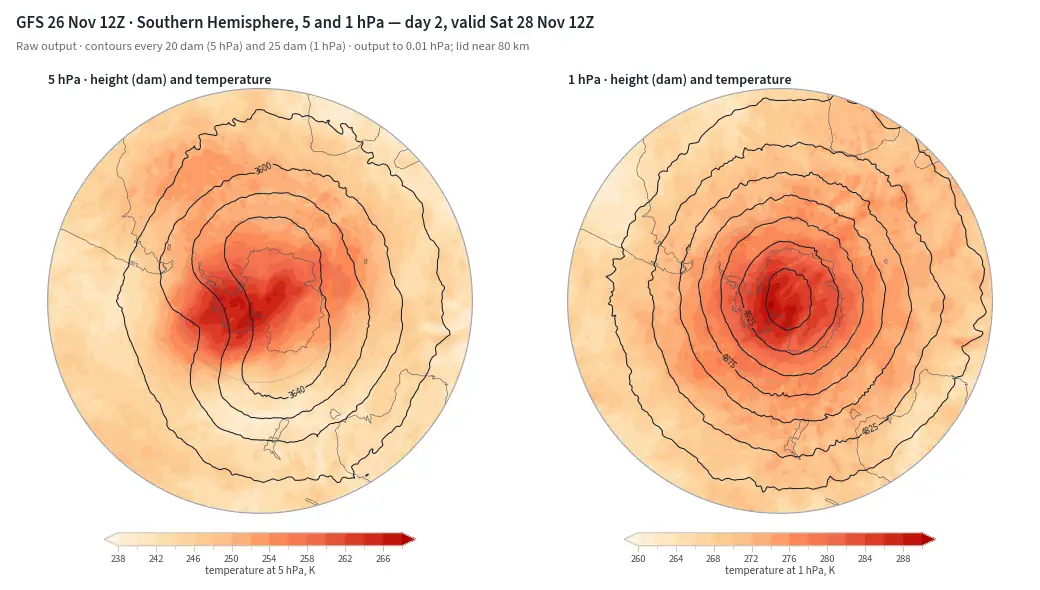 GFS 26 Nov 12Z · Southern Hemisphere, 5 and 1 hPa — day 2, valid Sat 28 Nov 12Z
Raw output · contours every 20 dam (5 hPa) and 25 dam (1 hPa) · output to 0.01 hPa; lid near 80 km
5 hPa · height (dam) and temperature
1 hPa · height (dam) and temperature
3600
3640
4925
4875
4825
238 242 246 250 254 258 262 266
temperature at 5 hPa, K
260 264 268 272 276 280 284 288
temperature at 1 hPa, K